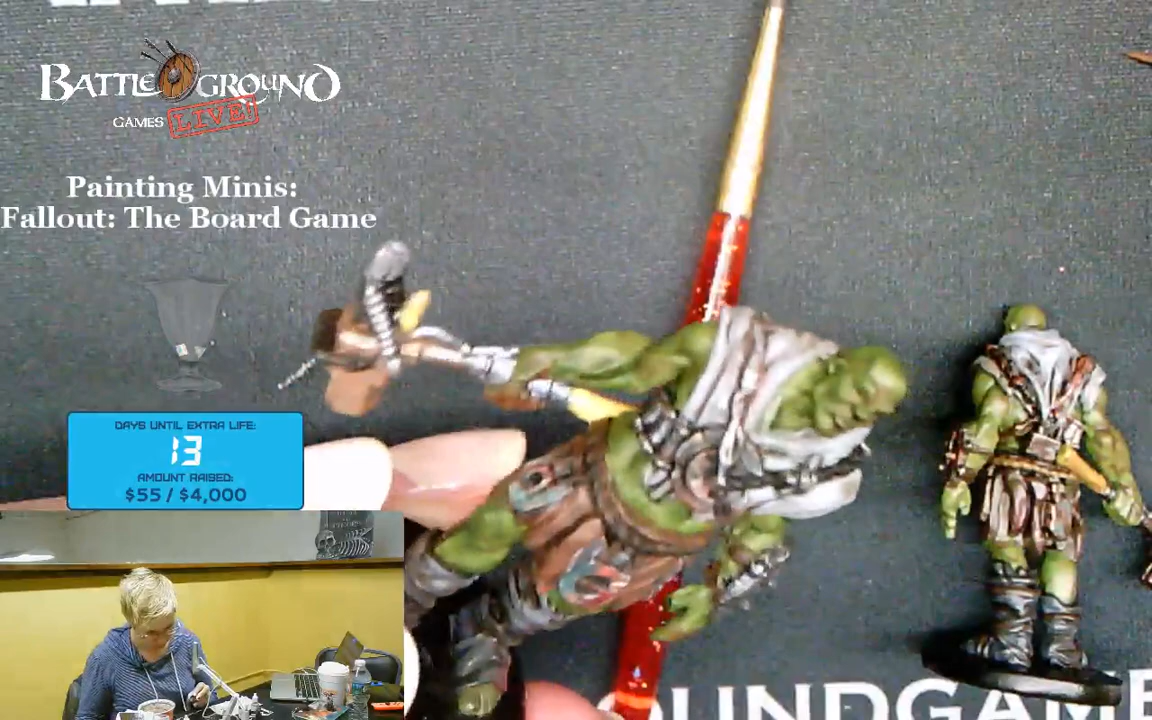 BATTLEGROUND
GAMES LIVE!
Painting Minis:
Fallout: The Board Game
DAYS UNTIL EXTRA LIFE:
13
AMOUNT RAISED:
$55 / $4,000
OUNDGAME